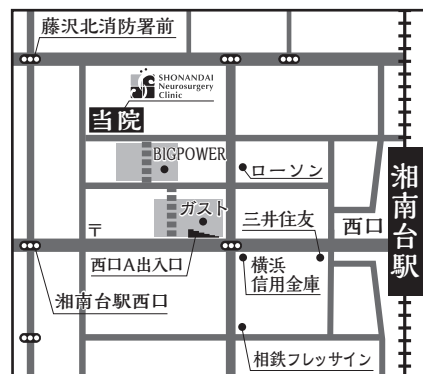 藤沢北消防署前
SHONANDAI
Neurosurgery
Clinic
当院
BIGPOWER
ローソン
湘南台駅
ガスト
三井住友
西口
〒
西口A出入口
横浜
信用金庫
湘南台駅西口
相鉄フレッサイン